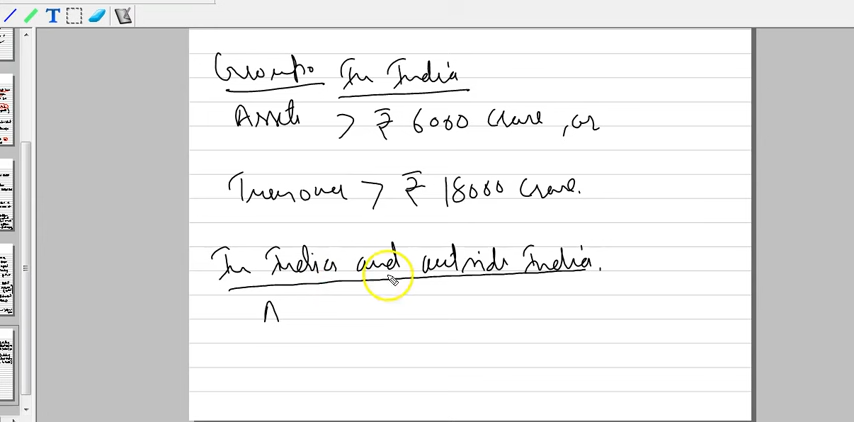 Group In India
Assets > ₹ 6000 Crore, or
Turnover > ₹ 18000 Crore.
In India and outside India.
A